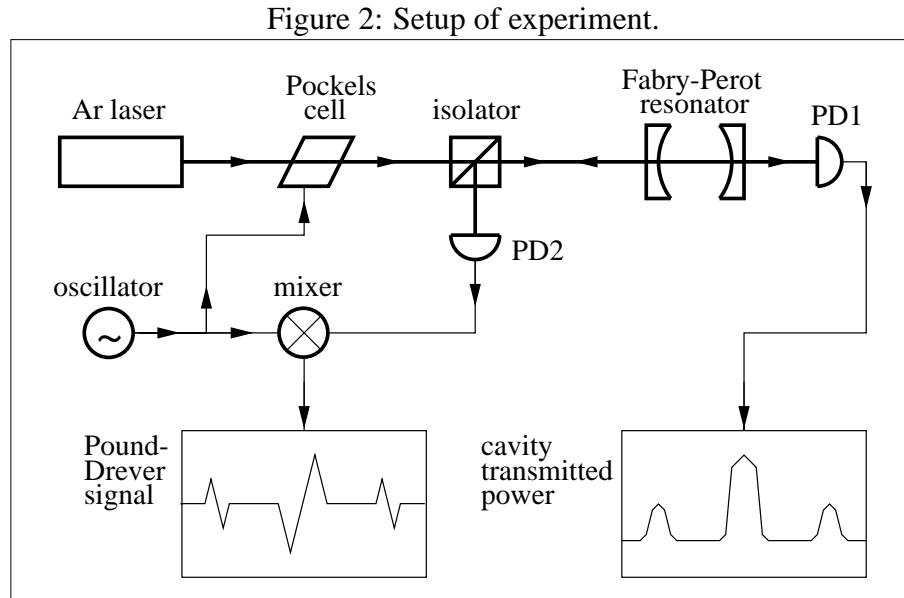 Figure 2: Setup of experiment.
Ar laser
Pockels
cell
isolator
Fabry-Perot
resonator
PD1
PD2
oscillator
mixer
~
Pound-
Drever
signal
cavity
transmitted
power